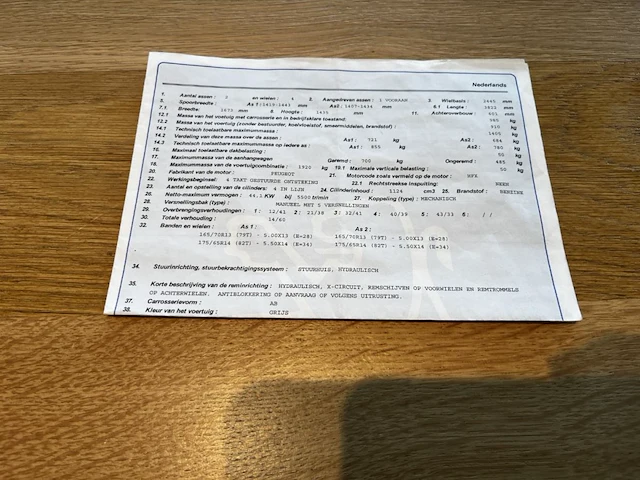 Nederlands
1. Aantal assen : 2 en wielen : 4 2. Aangedreven assen : 1 VOORAAN 3. Wielbasis : 2445 mm
5. Spoorbreedte : As 1 : 1419-1443 mm As2 : 1407-1434 mm 6.1 Lengte : 3822 mm
7.1 Breedte: 1670 mm 8. Hoogte : 1405 mm 11. Achteroverbouw : 601 mm
12.1 Massa van het voertuig met carrosserie en in bedrijfsklare toestand: 985 kg
12.2 Massa van het voertuig (zonder bestuurder, koelvloeistof, smeermiddelen, brandstof) : 910 kg
14.1 Technisch toelaatbare maximummassa : 1400 kg
14.2 Verdeling van deze massa over de assen : As1 : 721 kg As2 : 684 kg
14.3 Technisch toelaatbare maximummassa op iedere as : As1 : 855 kg As2 : 780 kg
16. Maximaal toelaatbare dakbelasting : 80 kg
17. Maximummassa van de aanhangwagen Geremd : 700 kg Ongeremd : 485 kg
18. Maximummassa van de voertuigcombinatie : 1920 kg 19.1 Maximale verticale belasting : 50 kg
20. Fabrikant van de motor : PEUGEOT 21. Motorcode zoals vermeld op de motor : HFX
22. Werkingsbeginsel: 4 TAKT GESTUURDE ONTSTEKING 22.1 Rechtstreekse inspuiting: NEEN
23. Aantal en opstelling van de cilinders: 4 IN LIJN 24. Cilinderinhoud : 1124 cm3 25. Brandstof : BENZINE
26. Netto-maximum vermogen : 44,1 KW bij 5500 t/min 27. Koppeling (type) : MECHANISCH
28. Versnellingsbak (type) : MANUEEL MET 5 VERSNELLINGEN
29. Overbrengingsverhoudingen : 1 : 12/41 2 : 21/38 3 : 32/41 4 : 40/39 5 : 43/33 6 : / /
30. Totale verhouding : 14/60
32. Banden en wielen : As 1 : As 2 :
165/70R13 (79T) - 5.00X13 (E=28) 165/70R13 (79T) - 5.00X13 (E=28)
175/65R14 (82T) - 5.50X14 (E=34) 175/65R14 (82T) - 5.50X14 (E=34)
34. Stuurinrichting, stuurbekrachtigingssysteem : STUURHUIS, HYDRAULISCH
35. Korte beschrijving van de reminrichting : HYDRAULISCH, X-CIRCUIT, REMSCHIJVEN OP VOORWIELEN EN REMTROMMELS
OP ACHTERWIELEN. ANTIBLOKKERING OP AANVRAAG OF VOLGENS UITRUSTING.
37. Carrosserievorm : AB
38. Kleur van het voertuig : GRIJS